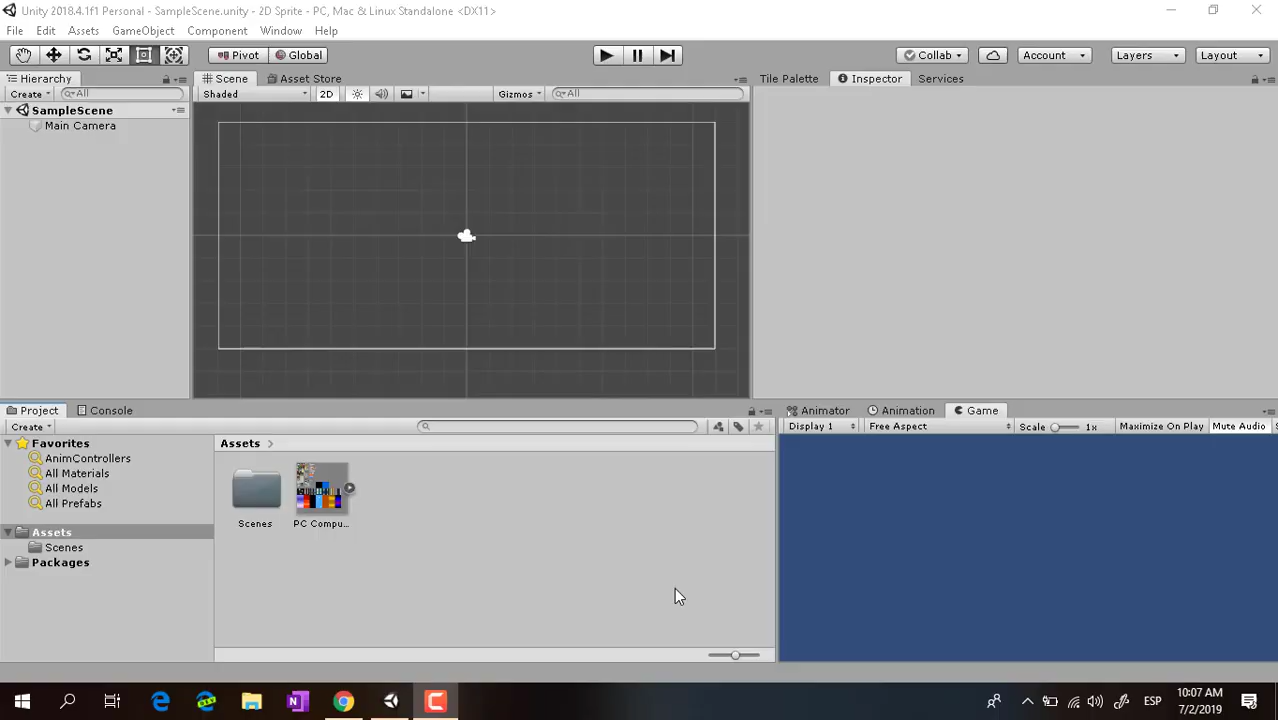 Unity 2018.4.1f1 Personal - SampleScene.unity - 2D Sprite - PC, Mac & Linux Standalone <DX11>
File Edit Assets GameObject Component Window Help
Pivot Global Collab Account Layers Layout
Hierarchy Scene Asset Store Tile Palette Inspector Services
Create All Shaded 2D Gizmos All
SampleScene
Main Camera
Project Console Animator Animation Game
Create Display 1 Free Aspect Scale 1x Maximize On Play Mute Audio
Favorites Assets
AnimControllers
All Materials
All Models
All Prefabs
Scenes PC Compu...
Assets
Scenes
Packages
ESP 10:07 AM
7/2/2019